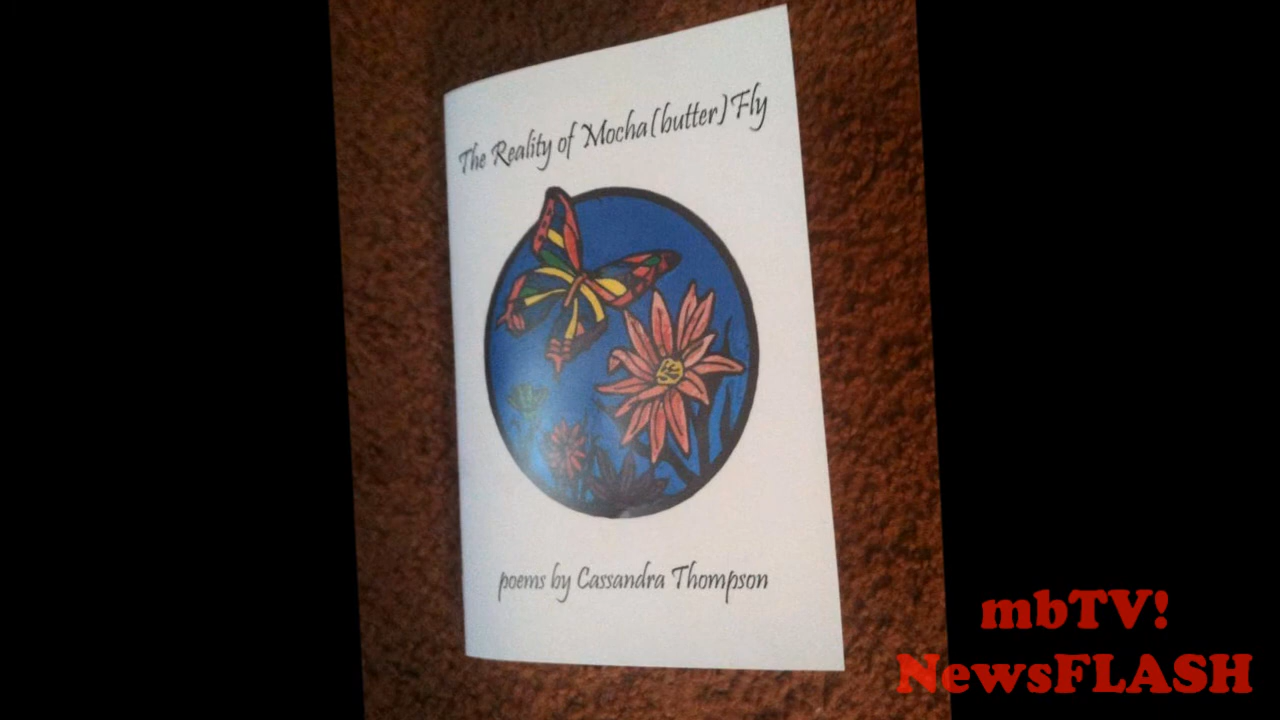 The Reality of Mocha(butter)Fly
poems by Cassandra Thompson
mbTV!
NewsFLASH